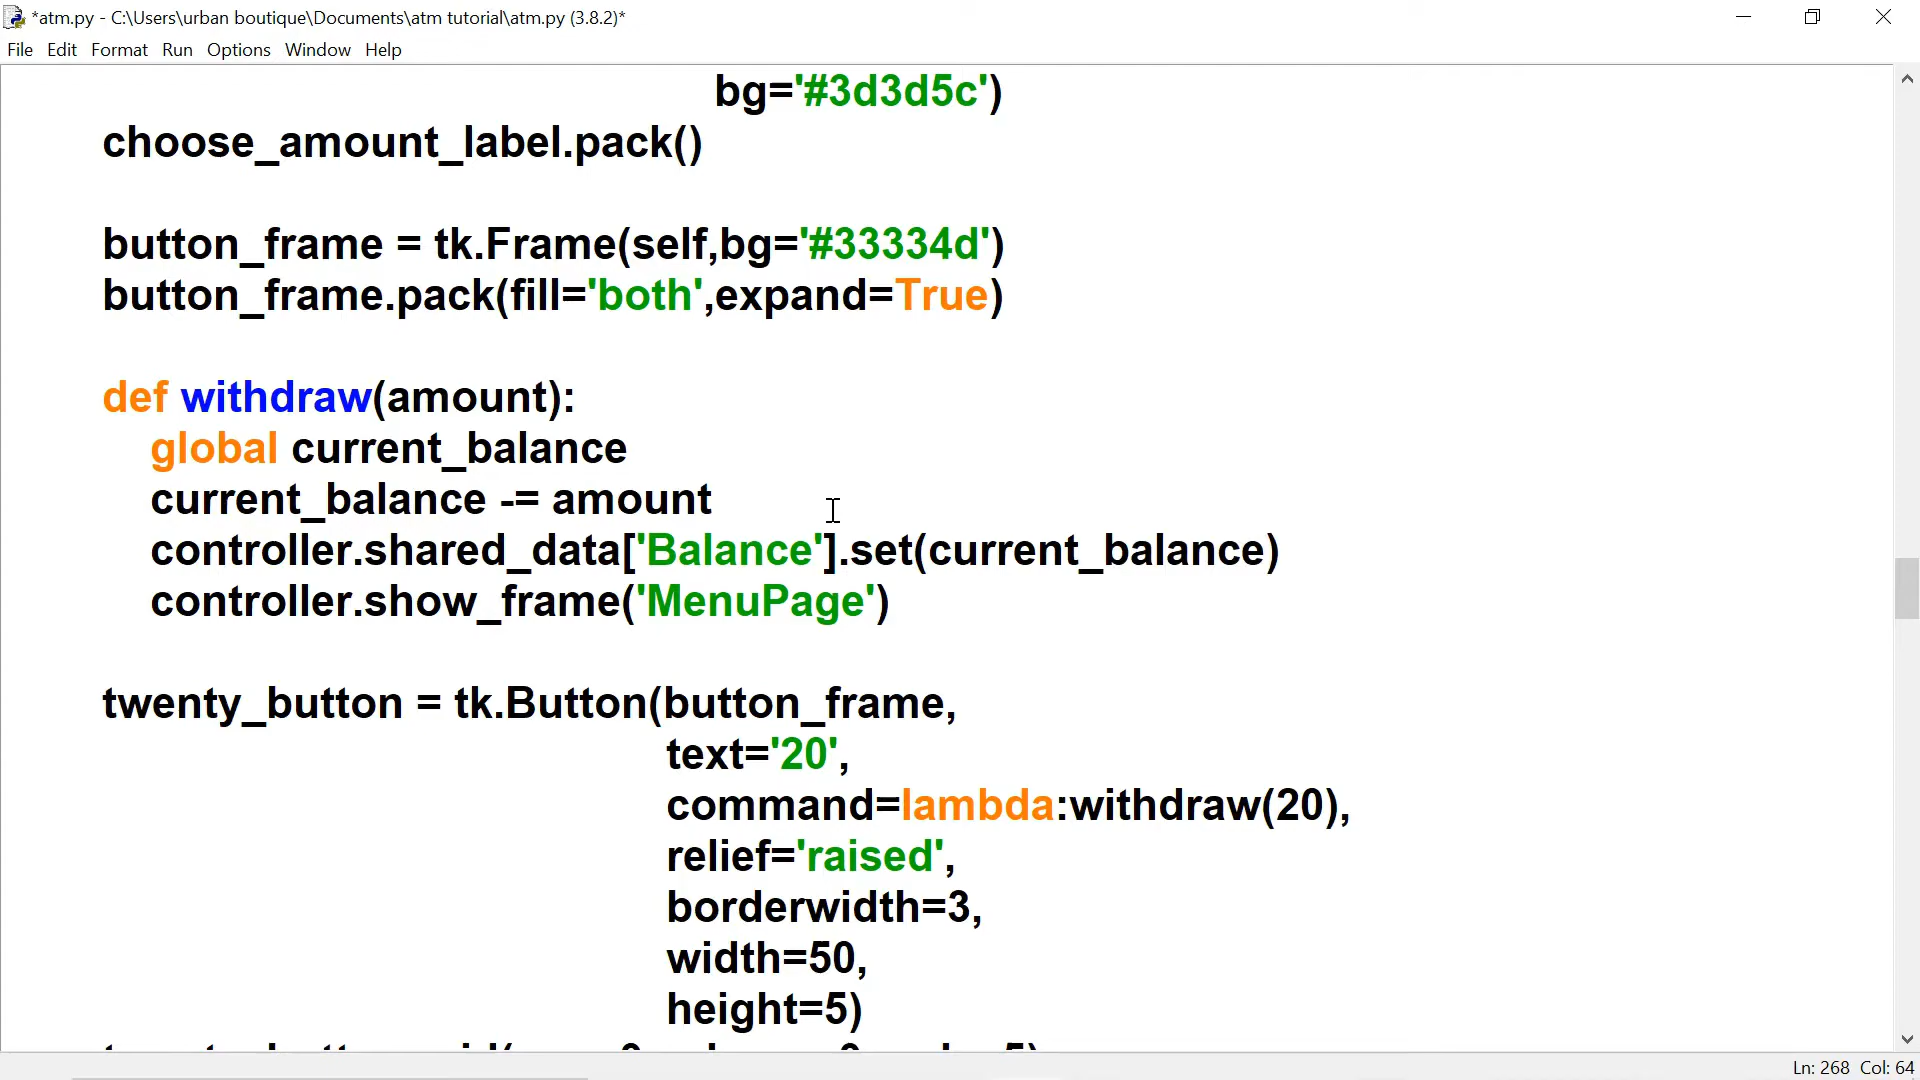 *atm.py - C:\Users\urban boutique\Documents\atm tutorial\atm.py (3.8.2)*
File Edit Format Run Options Window Help
bg='#3d3d5c')
choose_amount_label.pack()
button_frame = tk.Frame(self,bg='#33334d')
button_frame.pack(fill='both',expand=True)
def withdraw(amount):
global current_balance
current_balance -= amount
controller.shared_data['Balance'].set(current_balance)
controller.show_frame('MenuPage')
twenty_button = tk.Button(button_frame,
text='20',
command=lambda:withdraw(20),
relief='raised',
borderwidth=3,
width=50,
height=5)
Ln: 268 Col: 64